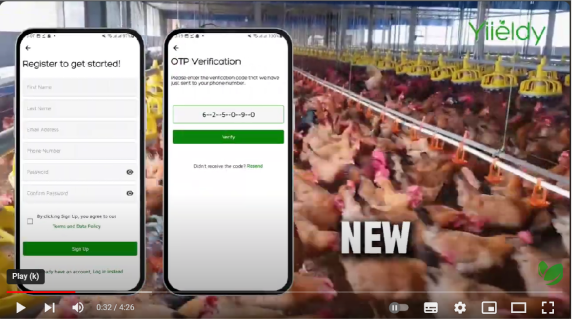 Yiieldy
Register to get started!
First Name
Last Name
Email Address
Phone Number
Password
Confirm Password
By clicking Sign Up, you agree to our
Terms and Data Policy.
Sign Up
already have an account, Log in instead
OTP Verification
Please enter the verification code that we have
just sent to your phone number.
6--2--5--0--9--0
Verify
Didn't receive the code? Resend
NEW
Play (k)
0:32 / 4:26